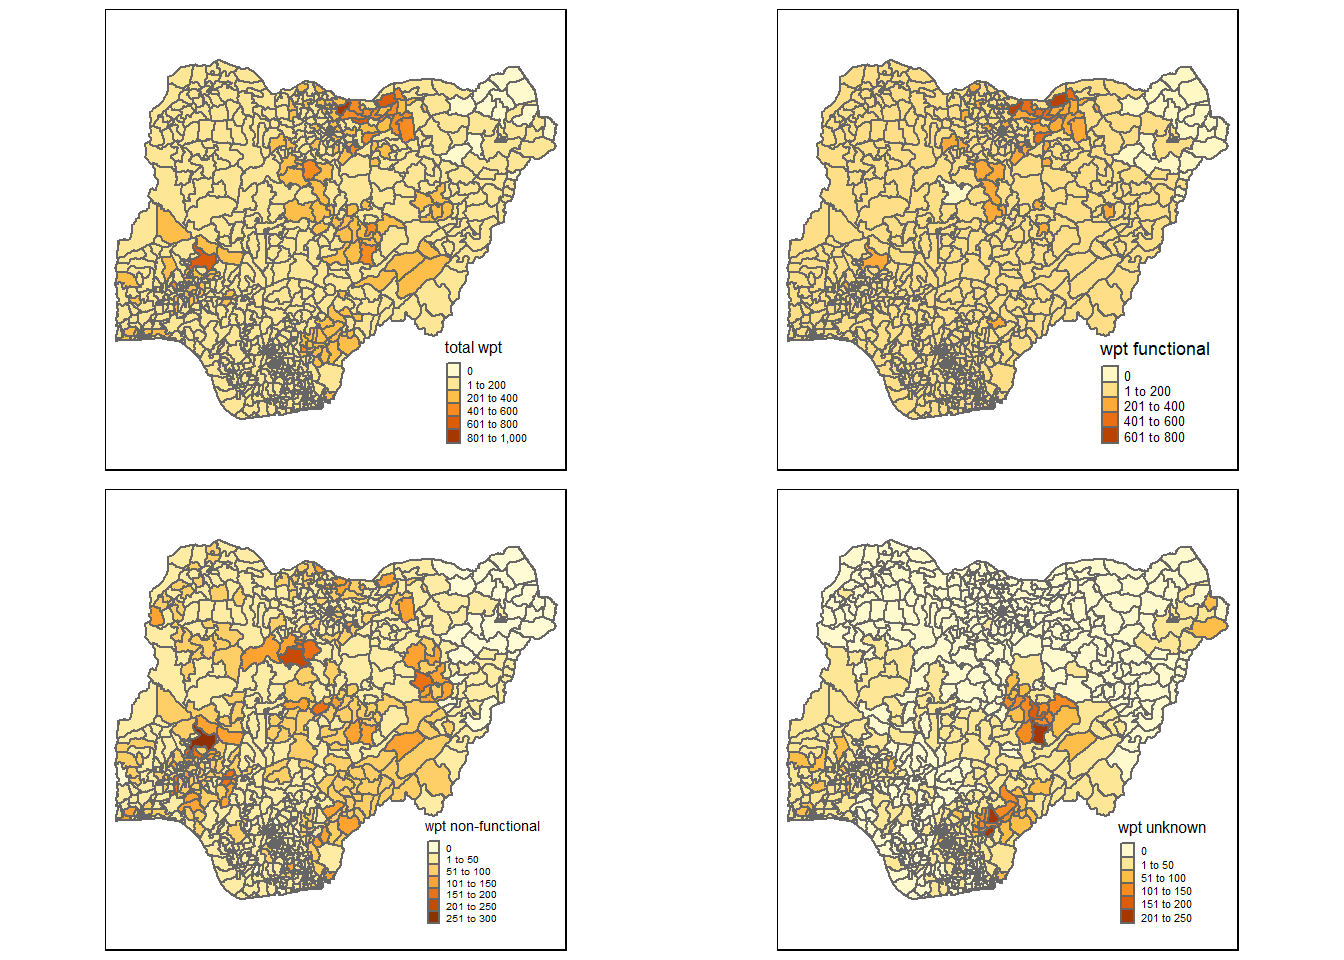 total wpt
0
1 to 200
201 to 400
401 to 600
601 to 800
801 to 1,000
wpt functional
0
1 to 200
201 to 400
401 to 600
601 to 800
wpt non-functional
0
1 to 50
51 to 100
101 to 150
151 to 200
201 to 250
251 to 300
wpt unknown
0
1 to 50
51 to 100
101 to 150
151 to 200
201 to 250